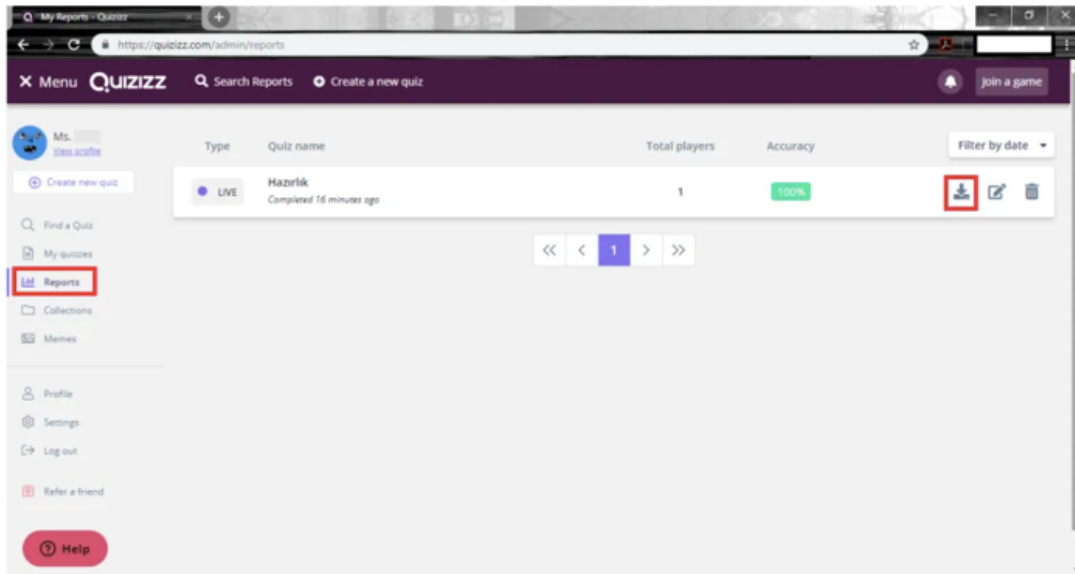 My Reports - Quizizz
https://quizizz.com/admin/reports
Menu QUIZIZZ Search Reports Create a new quiz Join a game
Ms.
View profile
Create new quiz
Find a Quiz
My quizzes
Reports
Collections
Memes
Profile
Settings
Log out
Refer a friend
Help
Type Quiz name Total players Accuracy Filter by date
LIVE Hazırlık 1 100%
Completed 16 minutes ago
1